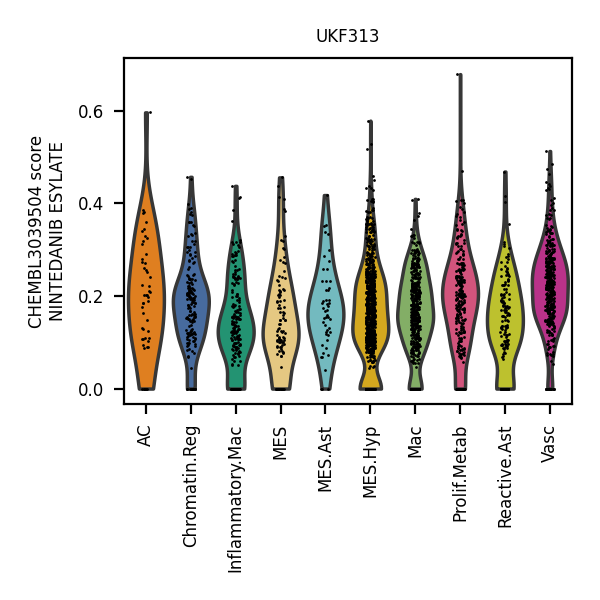 UKF313
CHEMBL3039504 score
NINTEDANIB ESYLATE
0.6
0.4
0.2
0.0
AC
Chromatin.Reg
Inflammatory.Mac
MES
MES.Ast
MES.Hyp
Mac
Prolif.Metab
Reactive.Ast
Vasc